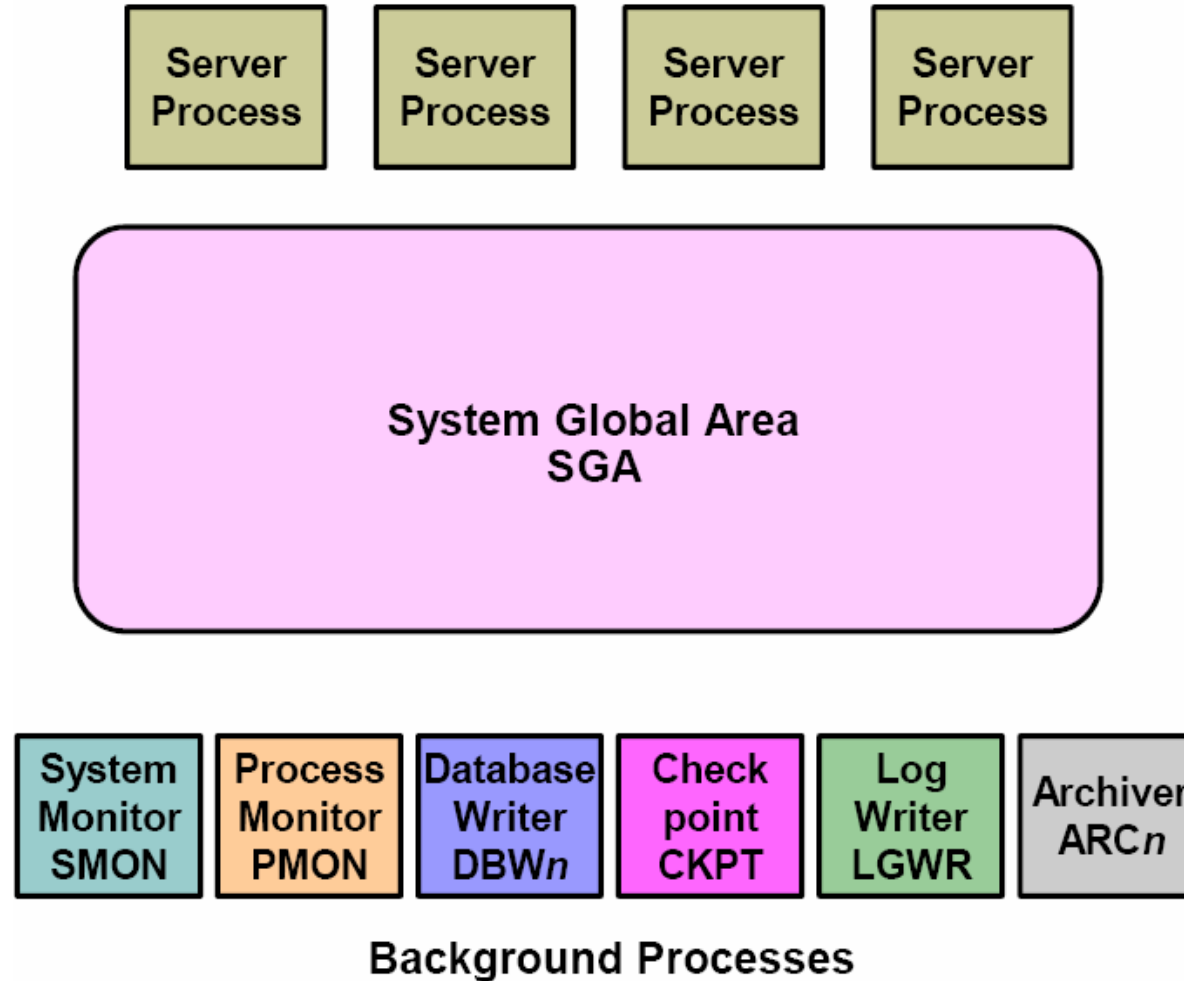 Server
Process
Server
Process
Server
Process
Server
Process
System Global Area
SGA
System
Monitor
SMON
Process
Monitor
PMON
Database
Writer
DBWn
Check
point
CKPT
Log
Writer
LGWR
Archiver
ARCn
Background Processes